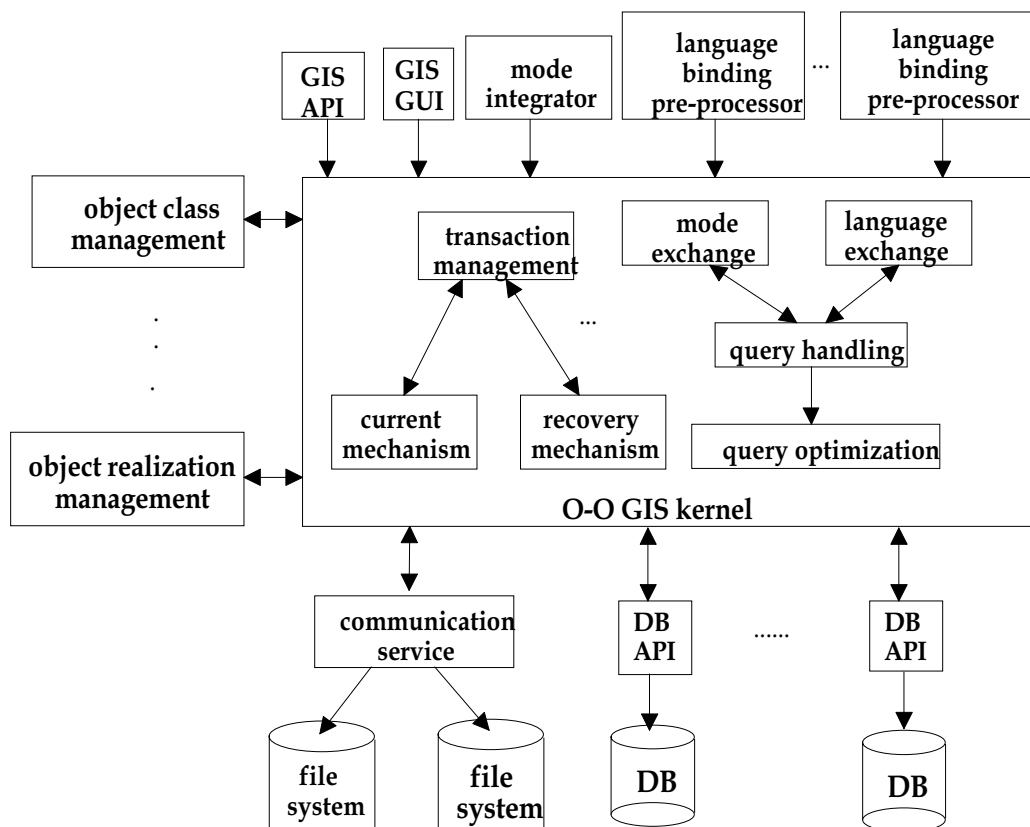 GIS
API
GIS
GUI
mode
integrator
language
binding
pre-processor
...
language
binding
pre-processor
object class
management
transaction
management
mode
exchange
language
exchange
...
query handling
current
mechanism
recovery
mechanism
query optimization
.
.
.
object realization
management
O-O GIS kernel
communication
service
DB
API
......
DB
API
file
system
file
system
DB
DB